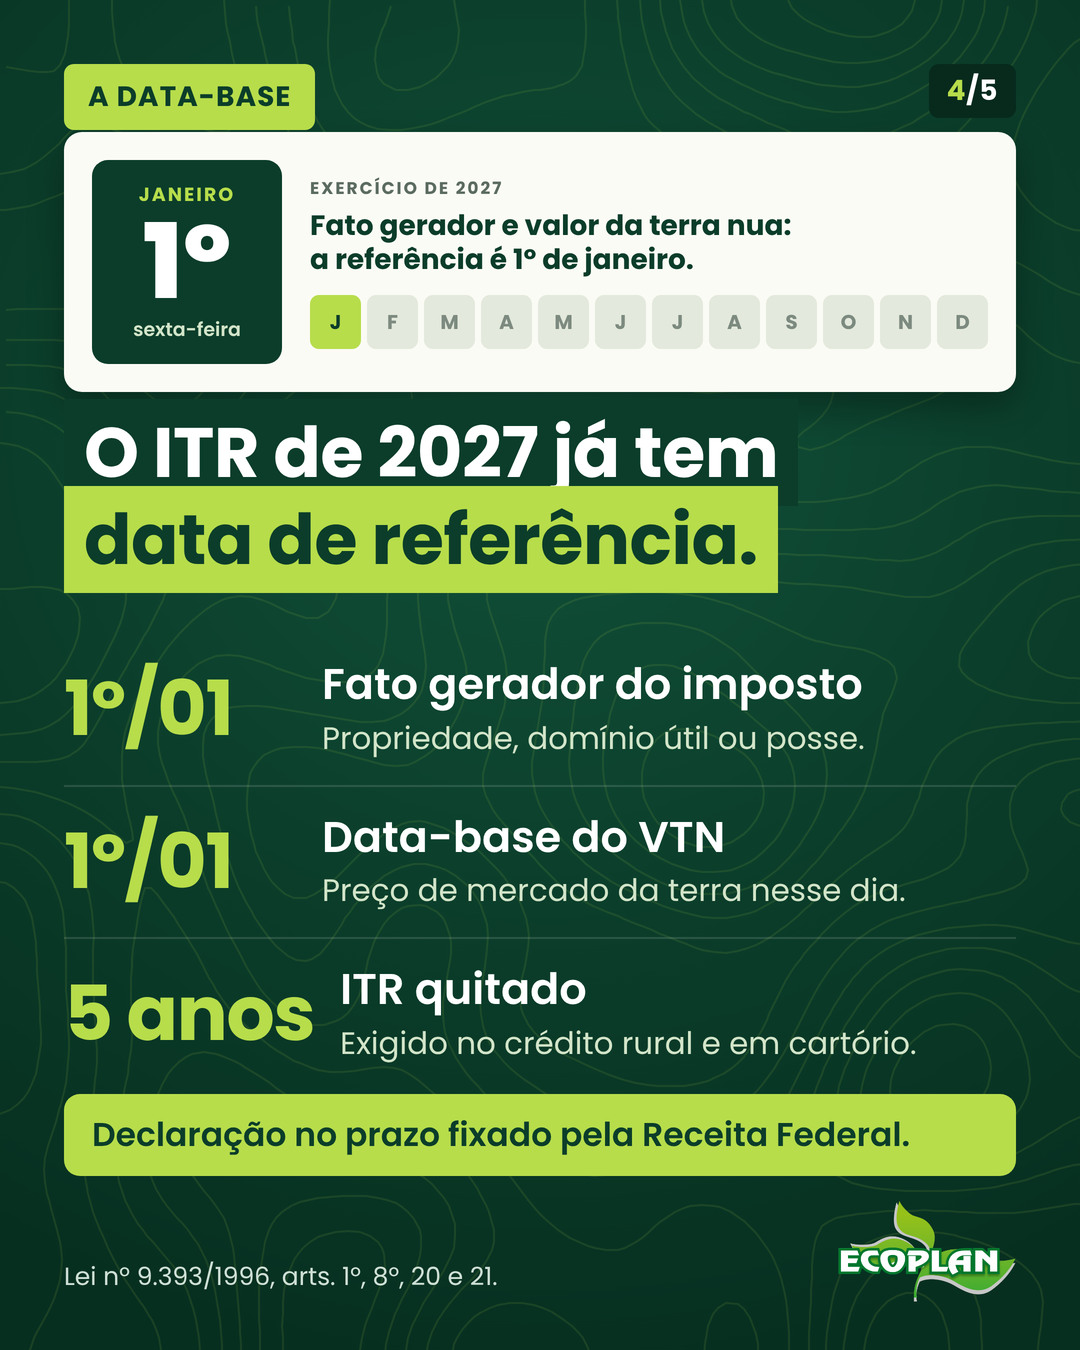 A DATA-BASE
4/5
JANEIRO
1º
sexta-feira
EXERCÍCIO DE 2027
Fato gerador e valor da terra nua:
a referência é 1º de janeiro.
J F M A M J J A S O N D
O ITR de 2027 já tem
data de referência.
1º/01
Fato gerador do imposto
Propriedade, domínio útil ou posse.
1º/01
Data-base do VTN
Preço de mercado da terra nesse dia.
5 anos
ITR quitado
Exigido no crédito rural e em cartório.
Declaração no prazo fixado pela Receita Federal.
Lei nº 9.393/1996, arts. 1º, 8º, 20 e 21.
ECOPLAN